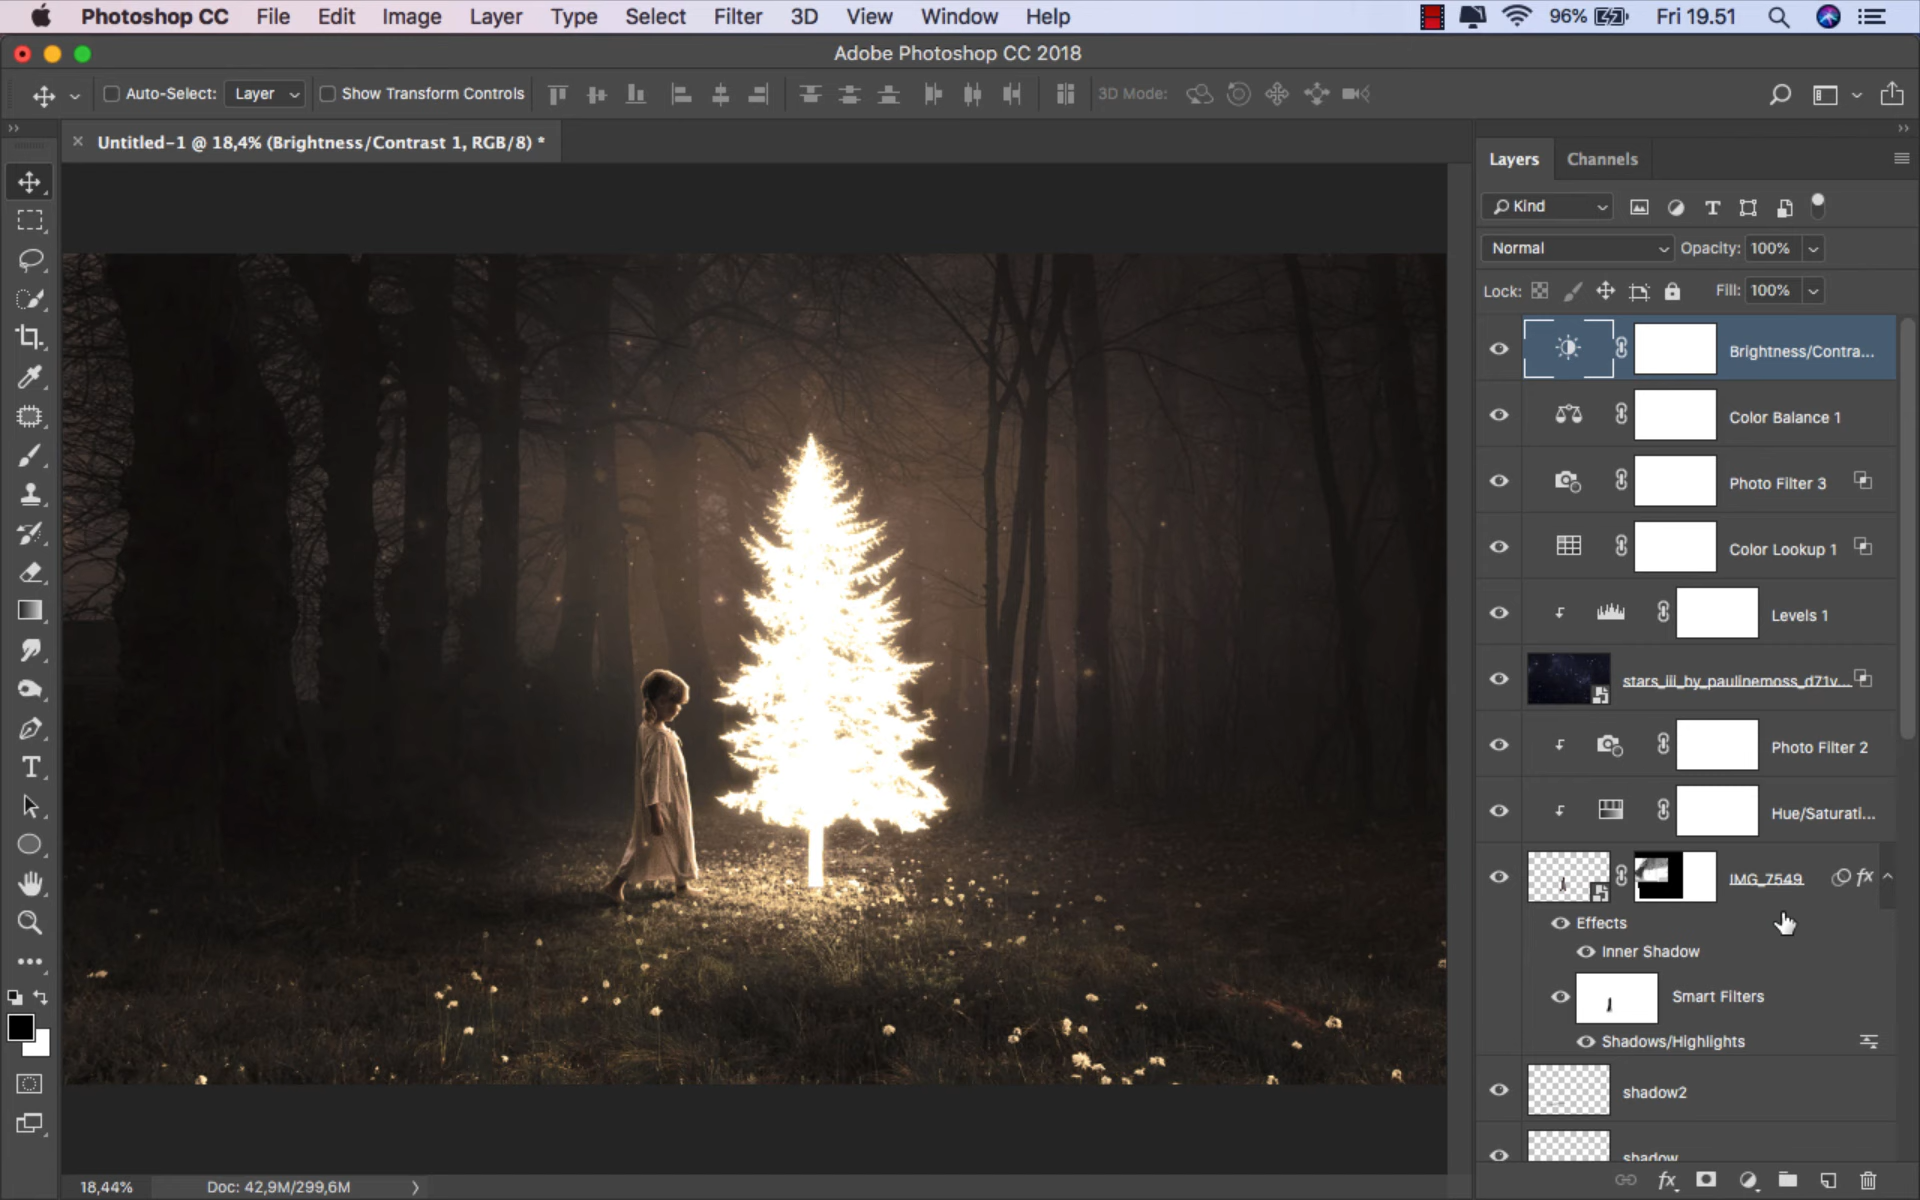 Photoshop CC File Edit Image Layer Type Select Filter 3D View Window Help 96% Fri 19.51
Adobe Photoshop CC 2018
Auto-Select: Layer Show Transform Controls 3D Mode:
Untitled-1 @ 18,4% (Brightness/Contrast 1, RGB/8) *
Layers Channels
Kind
Normal Opacity: 100%
Lock: Fill: 100%
Brightness/Contra...
Color Balance 1
Photo Filter 3
Color Lookup 1
Levels 1
stars_iii_by_paulinemoss_d71v...
Photo Filter 2
Hue/Saturati...
IMG_7549 fx
Effects
Inner Shadow
Smart Filters
Shadows/Highlights
shadow2
shadow
18,44% Doc: 42,9M/299,6M
fx